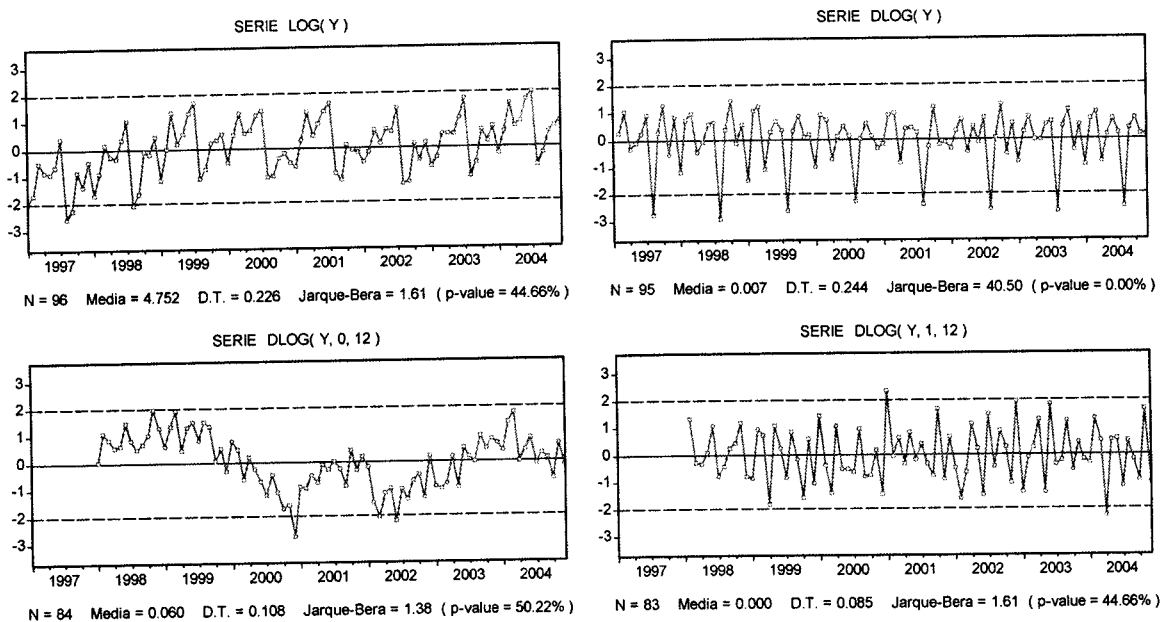 SERIE LOG( Y )
3
2
1
0
-1
-2
-3
1997 1998 1999 2000 2001 2002 2003 2004
N = 96 Media = 4.752 D.T. = 0.226 Jarque-Bera = 1.61 ( p-value = 44.66% )
SERIE DLOG( Y )
3
2
1
0
-1
-2
-3
1997 1998 1999 2000 2001 2002 2003 2004
N = 95 Media = 0.007 D.T. = 0.244 Jarque-Bera = 40.50 ( p-value = 0.00% )
SERIE DLOG( Y, 0, 12 )
3
2
1
0
-1
-2
-3
1997 1998 1999 2000 2001 2002 2003 2004
N = 84 Media = 0.060 D.T. = 0.108 Jarque-Bera = 1.38 ( p-value = 50.22% )
SERIE DLOG( Y, 1, 12 )
3
2
1
0
-1
-2
-3
1997 1998 1999 2000 2001 2002 2003 2004
N = 83 Media = 0.000 D.T. = 0.085 Jarque-Bera = 1.61 ( p-value = 44.66% )